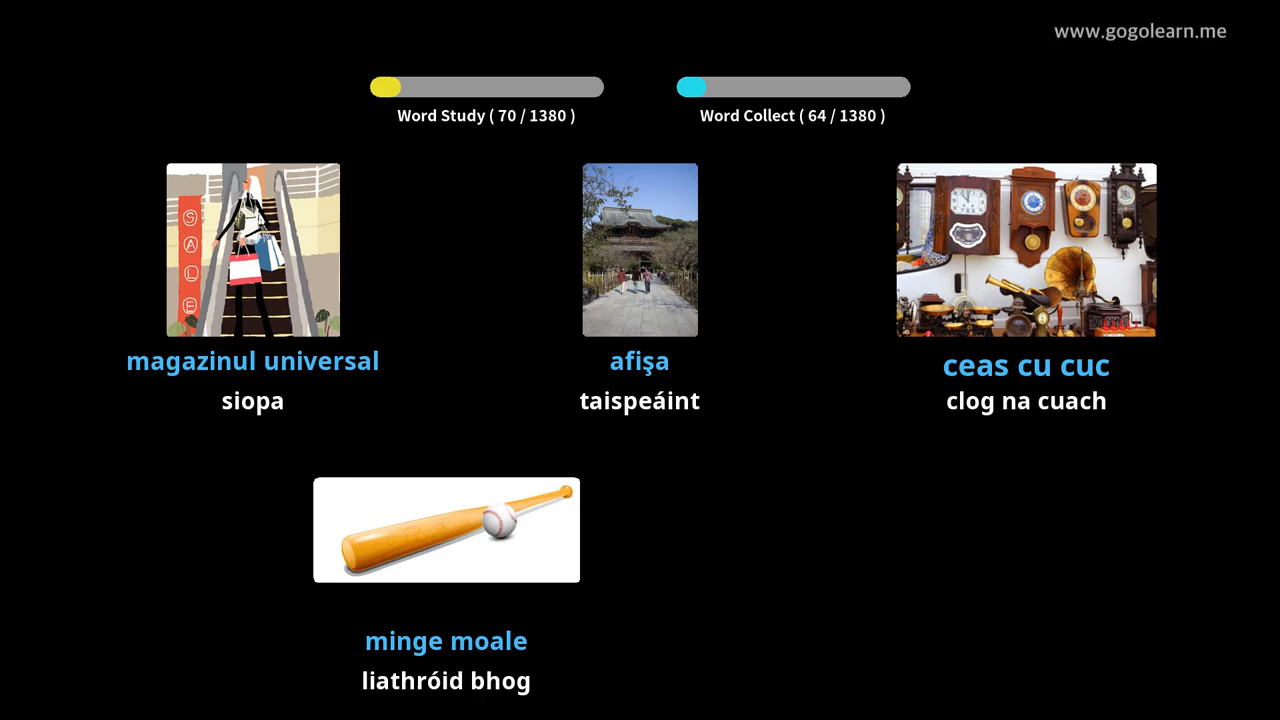 www.gogolearn.me
Word Study ( 70 / 1380 )
Word Collect ( 64 / 1380 )
SALE
magazinul universal
siopa
afişa
taispeáint
ceas cu cuc
clog na cuach
minge moale
liathróid bhog